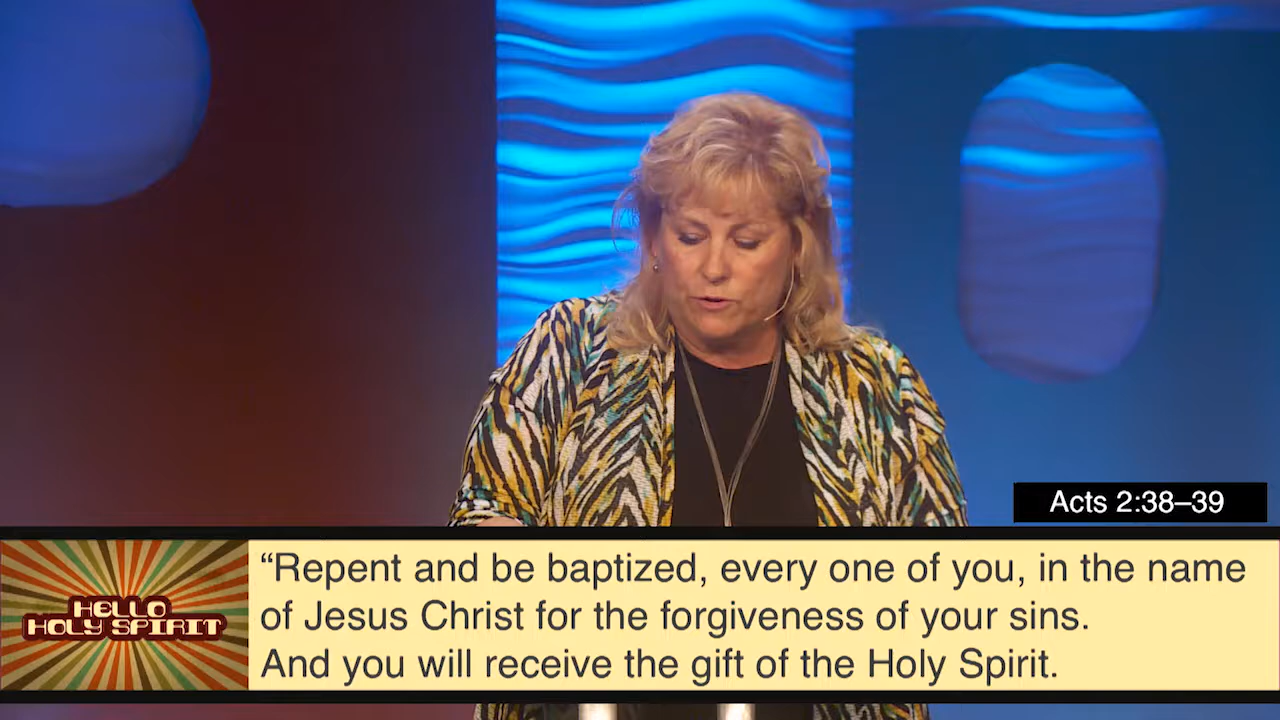 Acts 2:38–39
HELLO
HOLY SPIRIT
“Repent and be baptized, every one of you, in the name
of Jesus Christ for the forgiveness of your sins.
And you will receive the gift of the Holy Spirit.